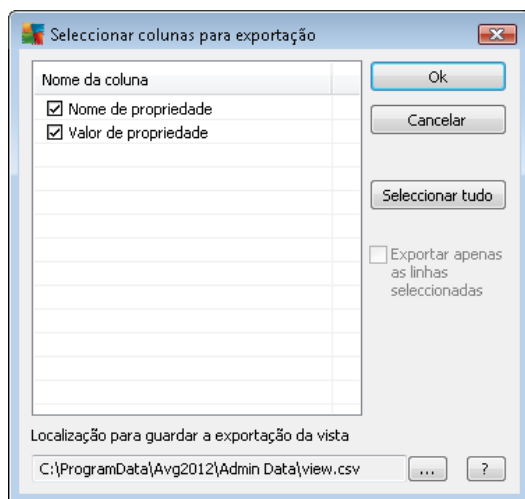 Seleccionar colunas para exportação
Nome da coluna
Nome de propriedade
Valor de propriedade
Ok
Cancelar
Seleccionar tudo
Exportar apenas
as linhas
seleccionadas
Localização para guardar a exportação da vista
C:\ProgramData\Avg2012\Admin Data\view.csv
...
?